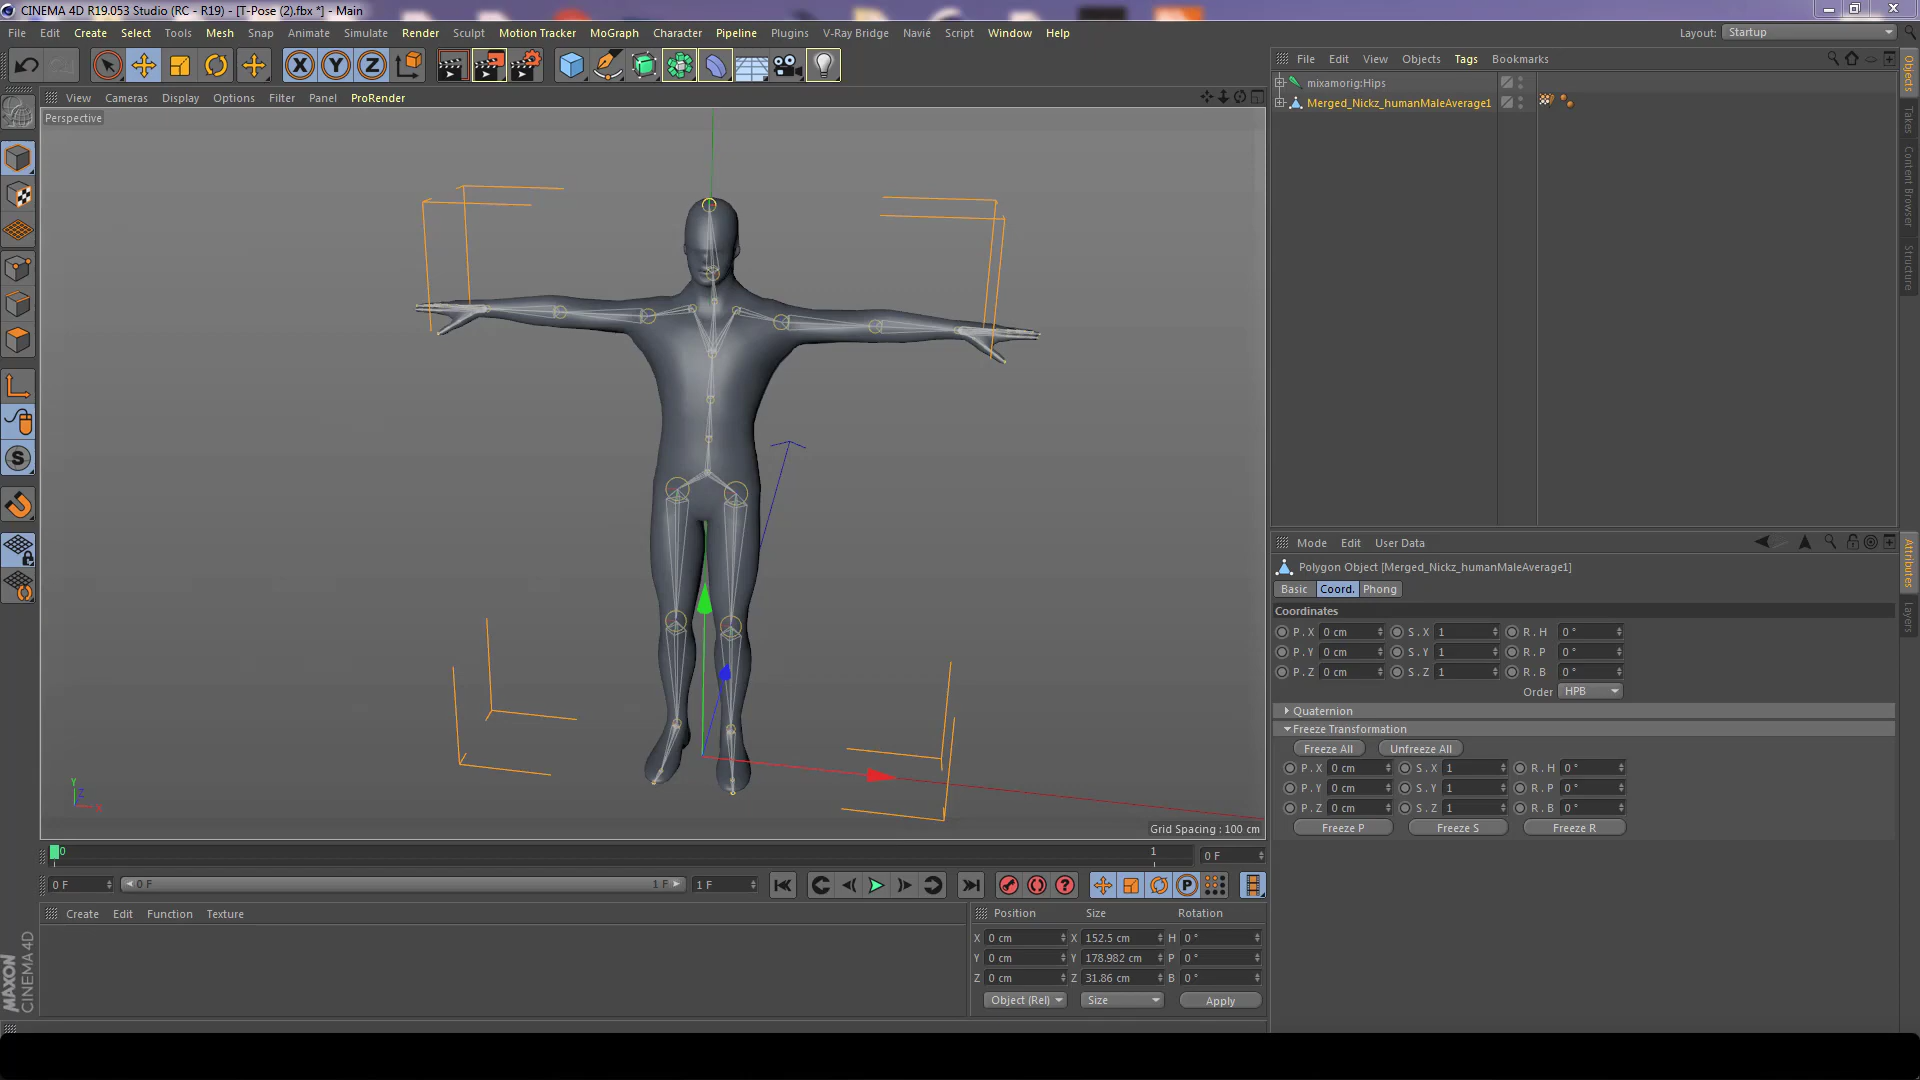 CINEMA 4D R19.053 Studio (RC - R19) - [T-Pose (2).fbx *] - Main
File Edit Create Select Tools Mesh Snap Animate Simulate Render Sculpt Motion Tracker MoGraph Character Pipeline Plugins V-Ray Bridge Navié Script Window Help Layout: Startup
X Y Z
File Edit View Objects Tags Bookmarks
mixamorig:Hips
Merged_Nickz_humanMaleAverage1
Objects
Takes
Content Browser
Structure
View Cameras Display Options Filter Panel ProRender
Perspective
S
Y
Z
X
Grid Spacing : 100 cm
Mode Edit User Data
Polygon Object [Merged_Nickz_humanMaleAverage1]
Basic Coord. Phong
Coordinates
P . X 0 cm S . X 1 R . H 0 °
P . Y 0 cm S . Y 1 R . P 0 °
P . Z 0 cm S . Z 1 R . B 0 °
Order HPB
Quaternion
Freeze Transformation
Freeze All Unfreeze All
P . X 0 cm S . X 1 R . H 0 °
P . Y 0 cm S . Y 1 R . P 0 °
P . Z 0 cm S . Z 1 R . B 0 °
Freeze P Freeze S Freeze R
Attributes
Layers
0 1 0 F
0 F 0 F 1 F 1 F ? P
Create Edit Function Texture
Position Size Rotation
X 0 cm X 152.5 cm H 0 °
Y 0 cm Y 178.982 cm P 0 °
Z 0 cm Z 31.86 cm B 0 °
Object (Rel) Size Apply
MAXON
CINEMA 4D